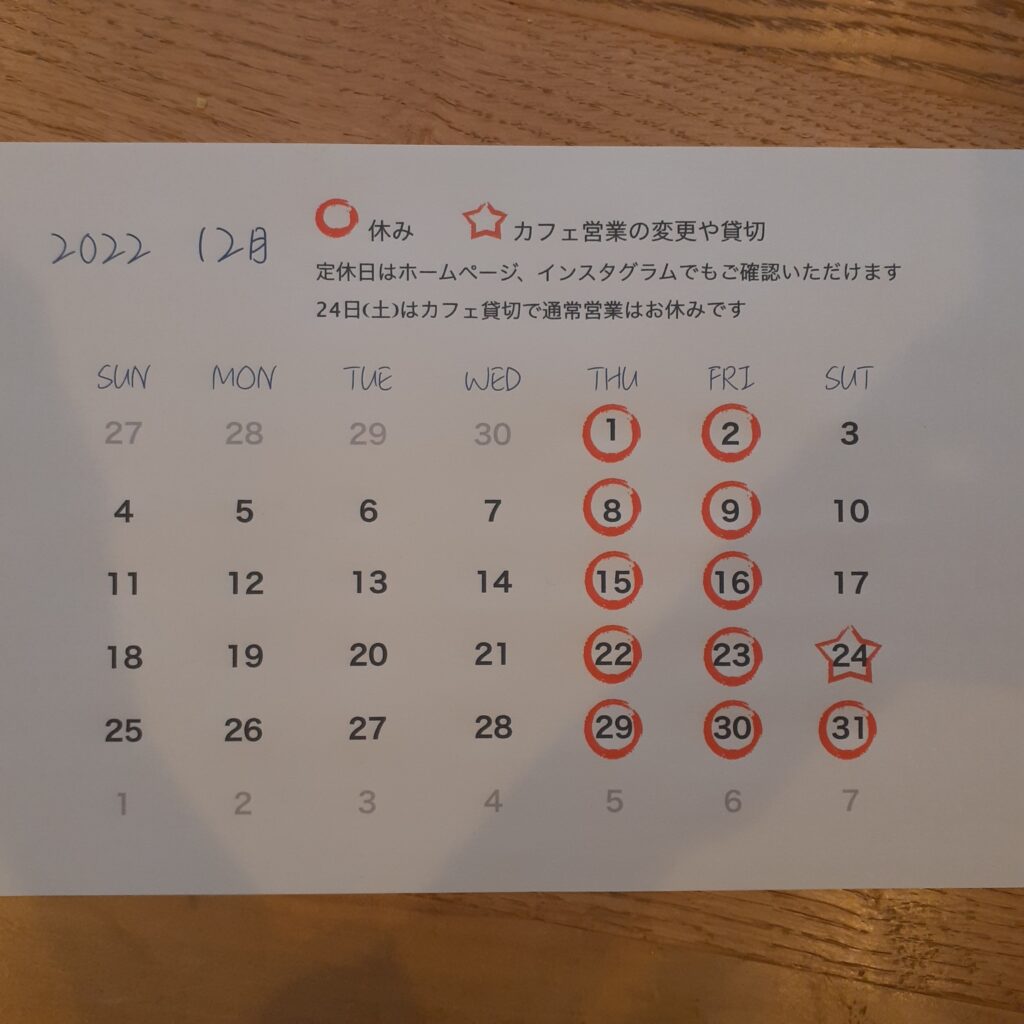 2022 12月
休み カフェ営業の変更や貸切
定休日はホームページ、インスタグラムでもご確認いただけます
24日(土)はカフェ貸切で通常営業はお休みです
SUN MON TUE WED THU FRI SUT
27 28 29 30 1 2 3
4 5 6 7 8 9 10
11 12 13 14 15 16 17
18 19 20 21 22 23 24
25 26 27 28 29 30 31
1 2 3 4 5 6 7